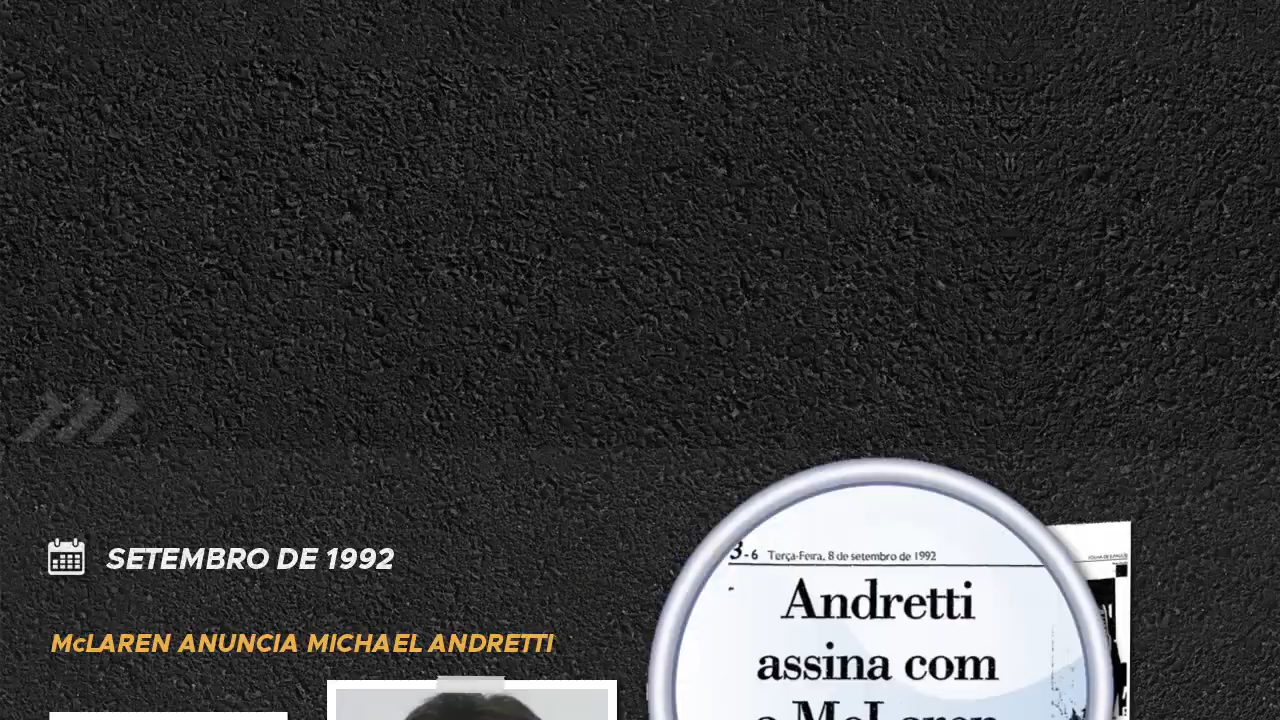 SETEMBRO DE 1992
McLAREN ANUNCIA MICHAEL ANDRETTI
3-6 Terça-Feira, 8 de setembro de 1992
Andretti
assina com
a McLaren